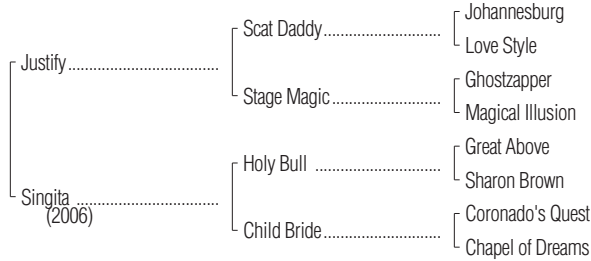 Johannesburg
Scat Daddy
Love Style
Justify
Ghostzapper
Stage Magic
Magical Illusion
Great Above
Holy Bull
Sharon Brown
Singita
(2006)
Coronado's Quest
Child Bride
Chapel of Dreams